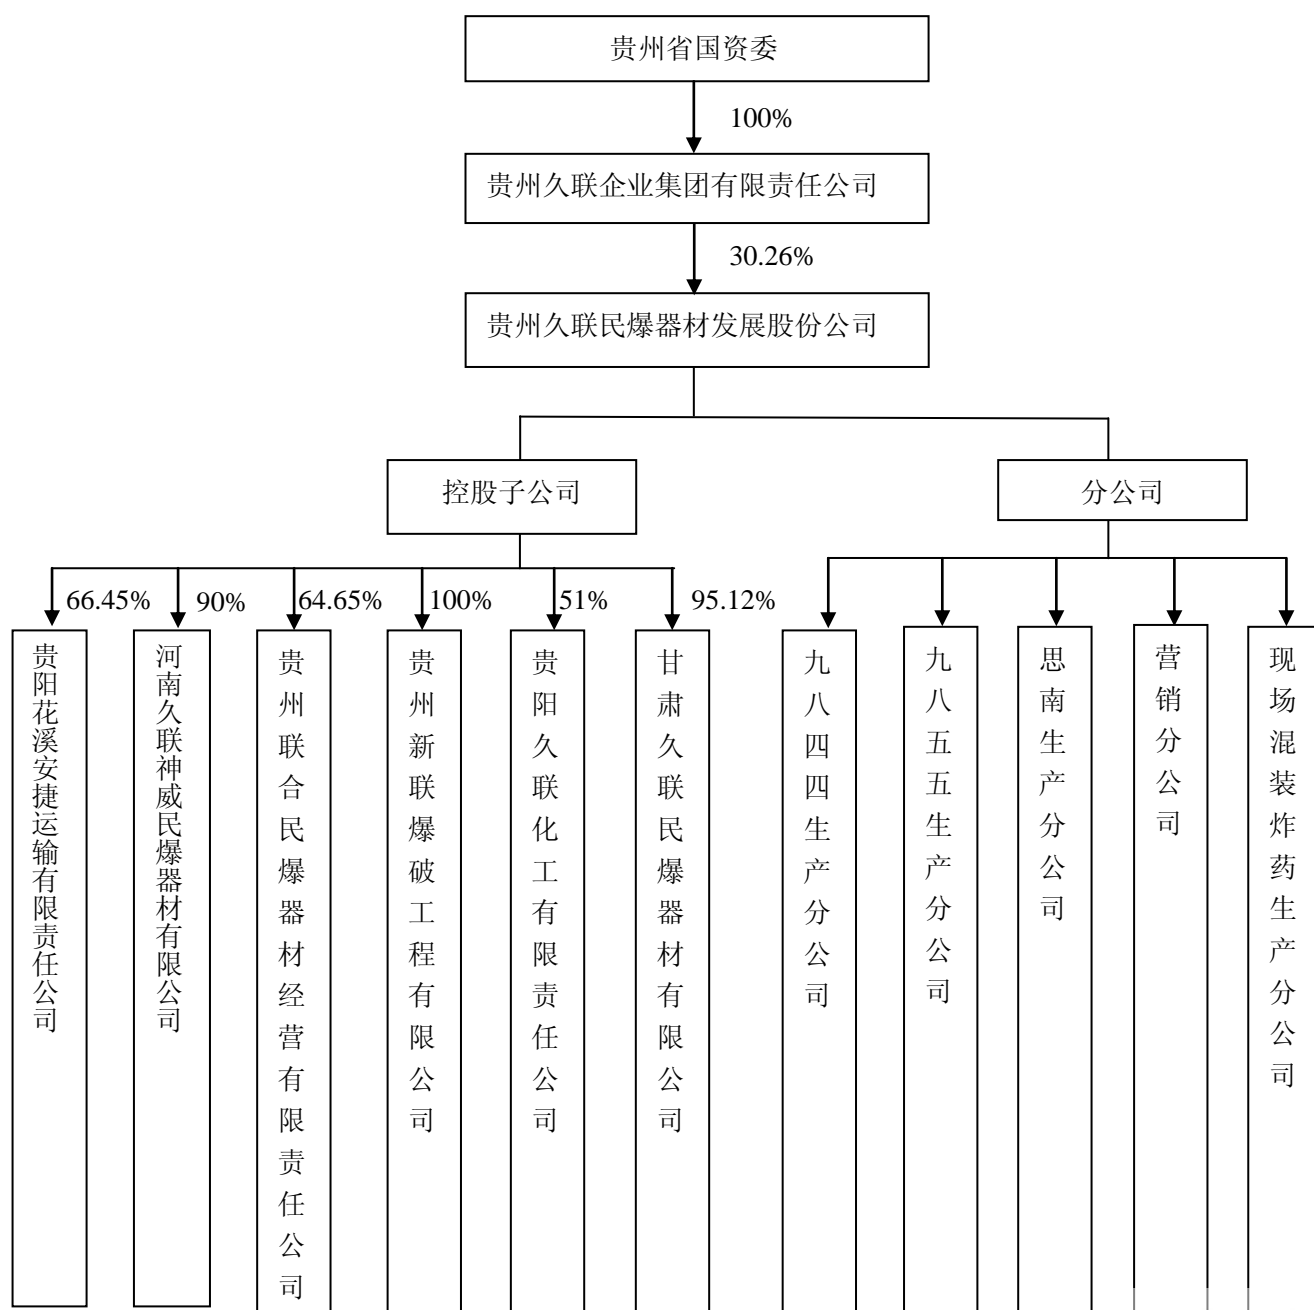 贵州省国资委
100%
贵州久联企业集团有限责任公司
30.26%
贵州久联民爆器材发展股份公司
控股子公司
分公司
66.45%
90%
64.65%
100%
51%
95.12%
贵阳花溪安捷运输有限责任公司
河南久联神威民爆器材有限公司
贵州联合民爆器材经营有限责任公司
贵州新联爆破工程有限公司
贵阳久联化工有限责任公司
甘肃久联民爆器材有限公司
九八四四生产分公司
九八五五生产分公司
思南生产分公司
营销分公司
现场混装炸药生产分公司